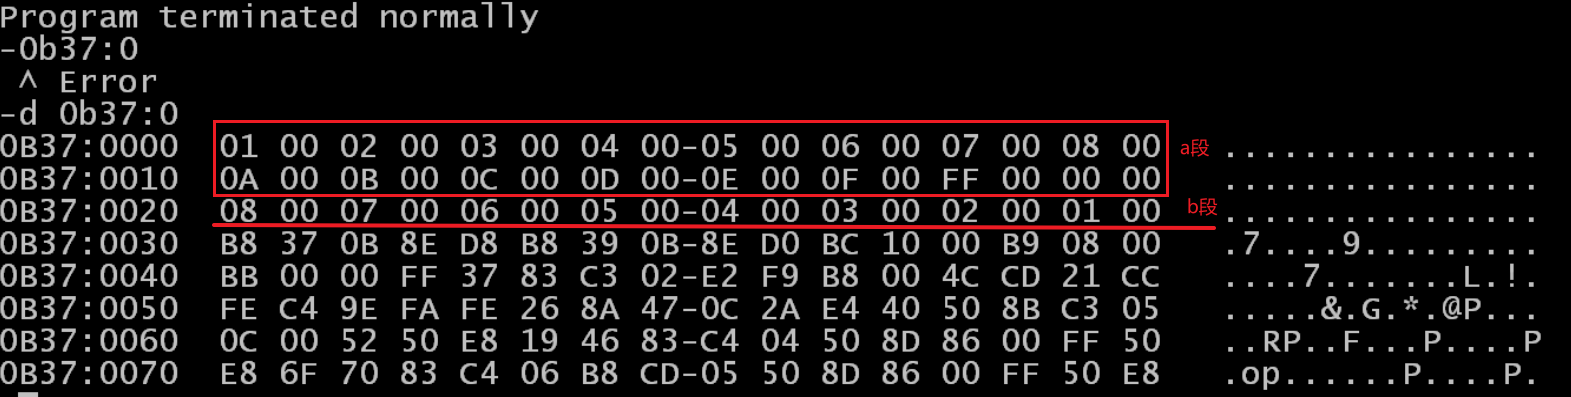 Program terminated normally
-0b37:0
 ^ Error
-d 0b37:0
0B37:0000  01 00 02 00 03 00 04 00-05 00 06 00 07 00 08 00  a段 ................
0B37:0010  0A 00 0B 00 0C 00 0D 00-0E 00 0F 00 FF 00 00 00  ................
0B37:0020  08 00 07 00 06 00 05 00-04 00 03 00 02 00 01 00  b段 ................
0B37:0030  B8 37 0B 8E D8 B8 39 0B-8E D0 BC 10 00 B9 08 00  .7....9.........
0B37:0040  BB 00 00 FF 37 83 C3 02-E2 F9 B8 00 4C CD 21 CC  ....7.......L.!.
0B37:0050  FE C4 9E FA FE 26 8A 47-0C 2A E4 40 50 8B C3 05  .....&.G.*.@P...
0B37:0060  0C 00 52 50 E8 19 46 83-C4 04 50 8D 86 00 FF 50  ..RP..F...P....P
0B37:0070  E8 6F 70 83 C4 06 B8 CD-05 50 8D 86 00 FF 50 E8  .op......P....P.